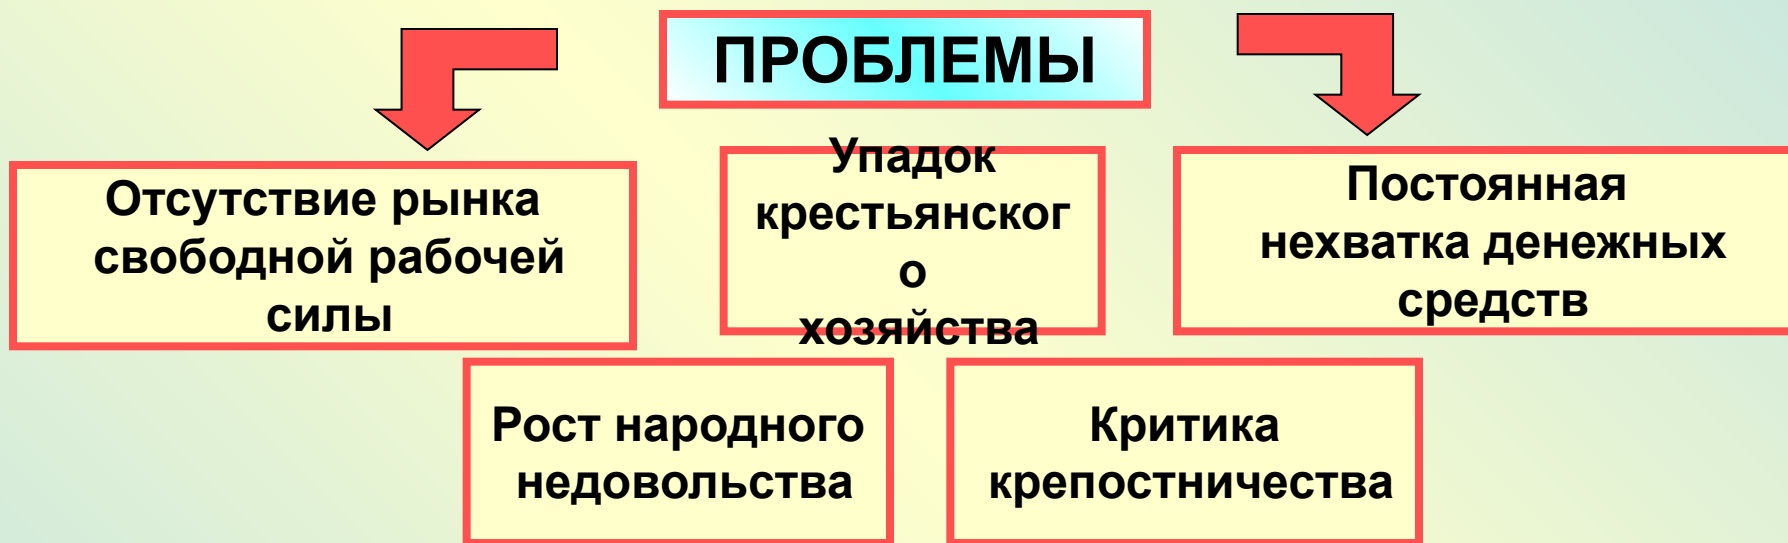 ПРОБЛЕМЫ
Отсутствие рынка
свободной рабочей
силы
Упадок
крестьянског
о
хозяйства
Постоянная
нехватка денежных
средств
Рост народного
недовольства
Критика
крепостничества